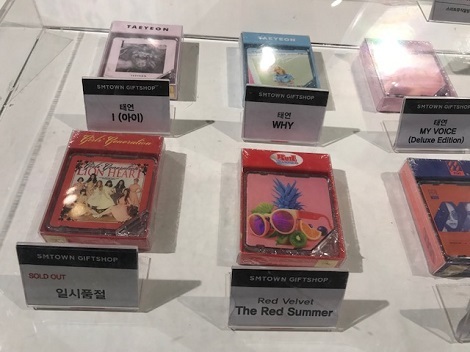 TAEYEON
SMTOWN GIFTSHOP
태연
I (아이)
SMTOWN GIFTSHOP
태연
WHY
SMTOWN GIFTSHOP
태연
MY VOICE
(Deluxe Edition)
Girls' Generation
LION HEART
SMTOWN GIFTSHOP
SOLD OUT
일시품절
SMTOWN GIFTSHOP
Red Velvet
The Red Summer